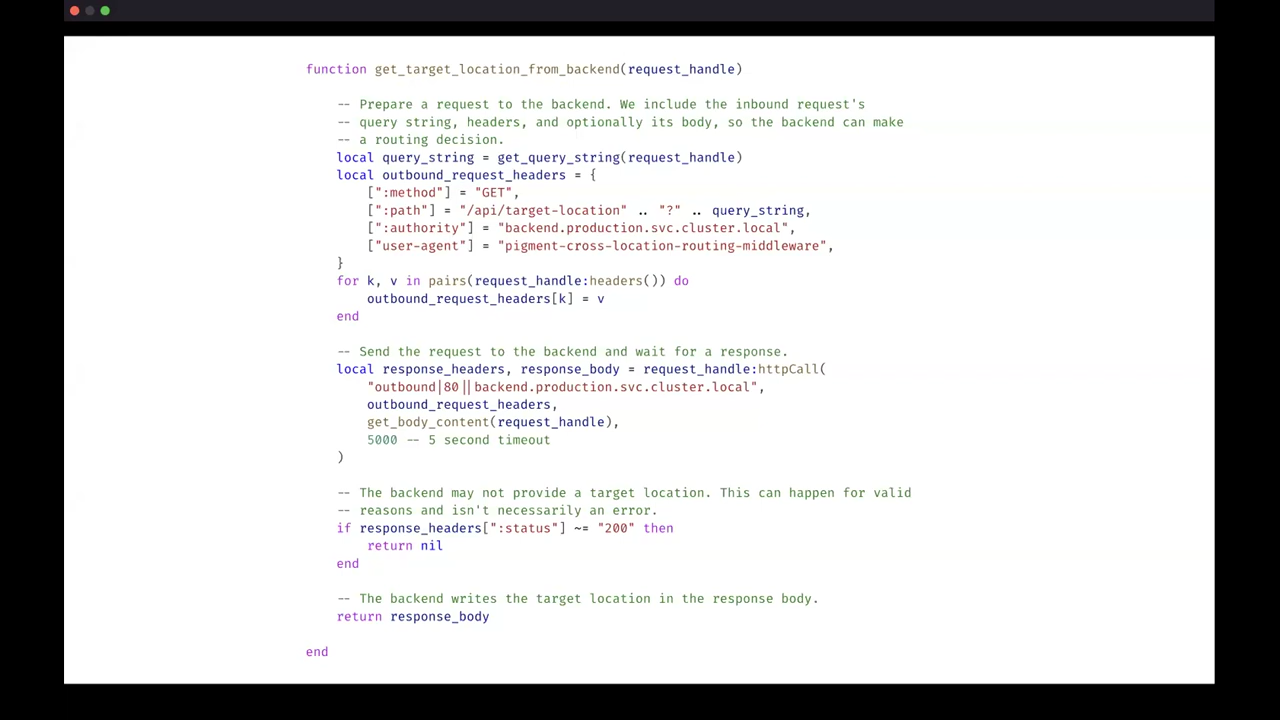 function get_target_location_from_backend(request_handle)
-- Prepare a request to the backend. We include the inbound request's
-- query string, headers, and optionally its body, so the backend can make
-- a routing decision.
local query_string = get_query_string(request_handle)
local outbound_request_headers = {
[":method"] = "GET",
[":path"] = "/api/target-location" .. "?" .. query_string,
[":authority"] = "backend.production.svc.cluster.local",
["user-agent"] = "pigment-cross-location-routing-middleware",
}
for k, v in pairs(request_handle:headers()) do
outbound_request_headers[k] = v
end
-- Send the request to the backend and wait for a response.
local response_headers, response_body = request_handle:httpCall(
"outbound|80||backend.production.svc.cluster.local",
outbound_request_headers,
get_body_content(request_handle),
5000 -- 5 second timeout
)
-- The backend may not provide a target location. This can happen for valid
-- reasons and isn't necessarily an error.
if response_headers[":status"] ~= "200" then
return nil
end
-- The backend writes the target location in the response body.
return response_body
end